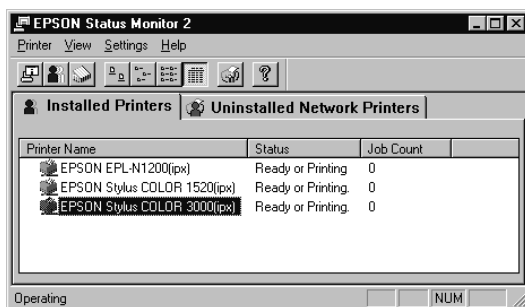 EPSON Status Monitor 2
Printer View Settings Help
Installed Printers Uninstalled Network Printers
Printer Name Status Job Count
EPSON EPL-N1200(ipx) Ready or Printing 0
EPSON Stylus COLOR 1520(ipx) Ready or Printing. 0
EPSON Stylus COLOR 3000(ipx) Ready or Printing. 0
Operating NUM